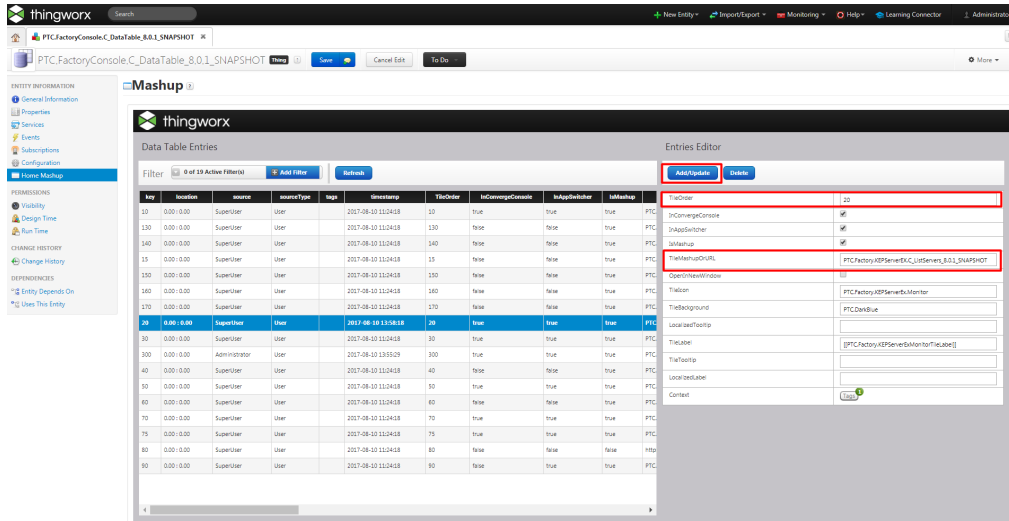 thingworx Search New Entity Import/Export Monitoring Help Learning Connector Administrato
PTC.FactoryConsole.C_DataTable_8.0.1_SNAPSHOT ×
PTC.FactoryConsole.C_DataTable_8.0.1_SNAPSHOT Thing Save Cancel Edit To Do More
ENTITY INFORMATION
General Information
Properties
Services
Events
Subscriptions
Configuration
Home Mashup
PERMISSIONS
Visibility
Design Time
Run Time
CHANGE HISTORY
Change History
DEPENDENCIES
Entity Depends On
Uses This Entity
Mashup
thingworx
Data Table Entries
Filter 0 of 19 Active Filter(s) Add Filter Refresh
key location source sourceType tags timestamp TileOrder InConvergeConsole InAppSwitcher IsMashup
10 0.00 : 0.00 SuperUser User 2017-08-10 11:24:18 10 true true true PTC.
130 0.00 : 0.00 SuperUser User 2017-08-10 11:24:18 130 false false true PTC.
140 0.00 : 0.00 SuperUser User 2017-08-10 11:24:18 140 false false true PTC.
15 0.00 : 0.00 SuperUser User 2017-08-10 11:24:18 15 false false true PTC.
150 0.00 : 0.00 SuperUser User 2017-08-10 11:24:18 150 false false true PTC.
160 0.00 : 0.00 SuperUser User 2017-08-10 11:24:18 160 false false true PTC.
170 0.00 : 0.00 SuperUser User 2017-08-10 11:24:18 170 false false true PTC.
20 0.00 : 0.00 SuperUser User 2017-08-10 13:58:18 20 true true true PTC
30 0.00 : 0.00 SuperUser User 2017-08-10 11:24:18 30 true true true PTC.
300 0.00 : 0.00 Administrator User 2017-08-10 13:55:29 300 true true true PTC.
40 0.00 : 0.00 SuperUser User 2017-08-10 11:24:18 40 false false true PTC.
50 0.00 : 0.00 SuperUser User 2017-08-10 11:24:18 50 true true true PTC.
60 0.00 : 0.00 SuperUser User 2017-08-10 11:24:18 60 false false true PTC.
70 0.00 : 0.00 SuperUser User 2017-08-10 11:24:18 70 true true true PTC.
75 0.00 : 0.00 SuperUser User 2017-08-10 11:24:18 75 true true true PTC.
80 0.00 : 0.00 SuperUser User 2017-08-10 11:24:18 80 false false false http
90 0.00 : 0.00 SuperUser User 2017-08-10 11:24:18 90 false true true PTC.
Entries Editor
Add/Update Delete
TileOrder 20
InConvergeConsole
InAppSwitcher
IsMashup
TileMashupOrURL PTC.Factory.KEPServerEX.C_ListServers_8.0.1_SNAPSHOT
OpenInNewWindow
TileIcon PTC.Factory.KEPServerEx.Monitor
TileBackground PTC.DarkBlue
LocalizedTooltip
TileLabel [[PTC.Factory.KEPServerExMonitorTileLabel]]
TileTooltip
LocalizedLabel
Context Tags 0